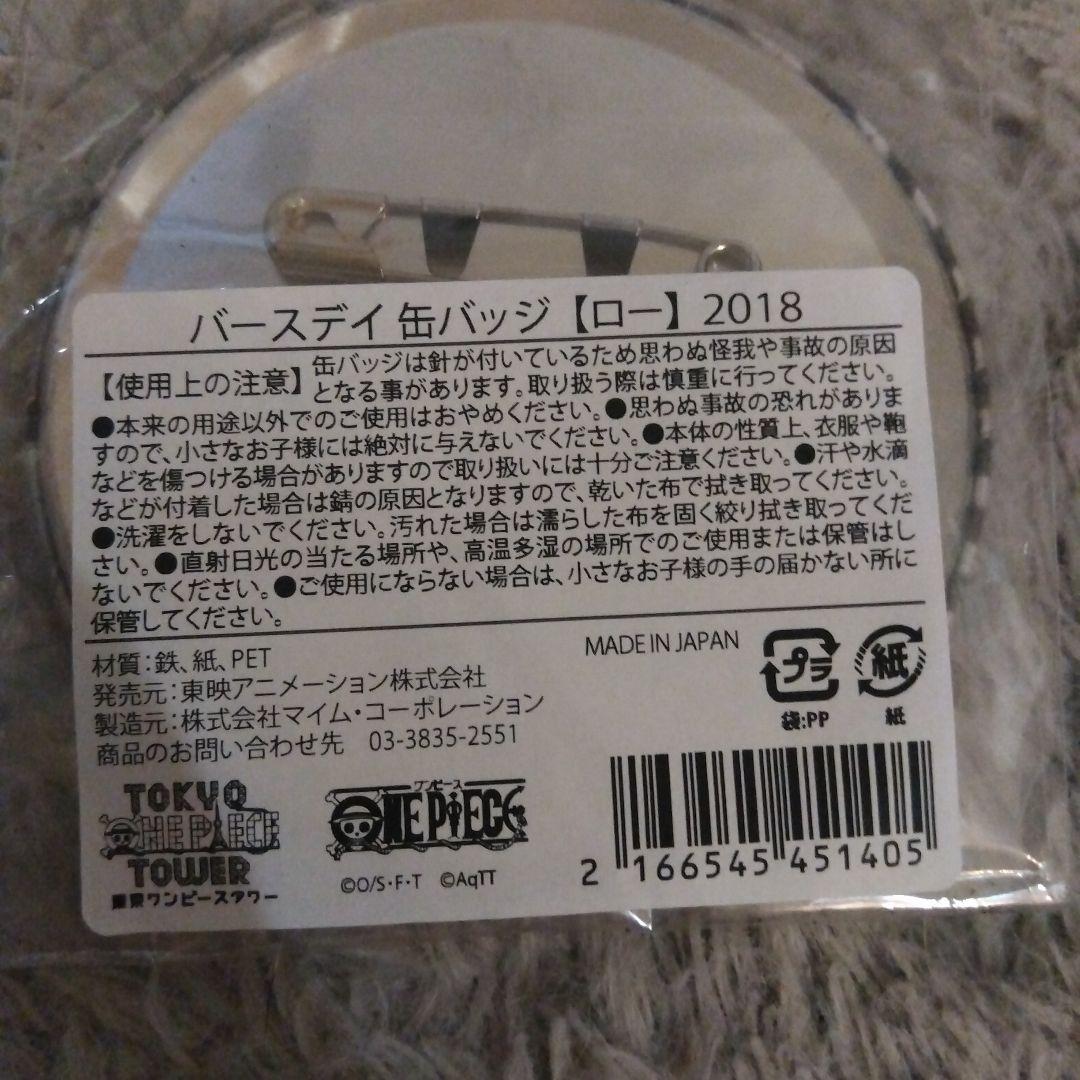 バースデイ 缶バッジ【ロー】2018
【使用上の注意】缶バッジは針が付いているため思わぬ怪我や事故の原因
となる事があります。取り扱う際は慎重に行ってください。
●本来の用途以外でのご使用はおやめください。●思わぬ事故の恐れがありま
すので、小さなお子様には絶対に与えないでください。●本体の性質上、衣服や鞄
などを傷つける場合がありますので取り扱いには十分ご注意ください。●汗や水滴
などが付着した場合は錆の原因となりますので、乾いた布で拭き取ってください。
●洗濯をしないでください。汚れた場合は濡らした布を固く絞り拭き取ってくだ
さい。●直射日光の当たる場所や、高温多湿の場所でのご使用または保管はし
ないでください。●ご使用にならない場合は、小さなお子様の手の届かない所に
保管してください。
材質:鉄、紙、PET
発売元:東映アニメーション株式会社
製造元:株式会社マイム・コーポレーション
商品のお問い合わせ先 03-3835-2551
MADE IN JAPAN
プラ
袋:PP
紙
紙
TOKYO
ONE PIECE
TOWER
東京ワンピースタワー
ワンピース
ONE PIECE
©O/S・F・T ©AqTT
2 166545 451405